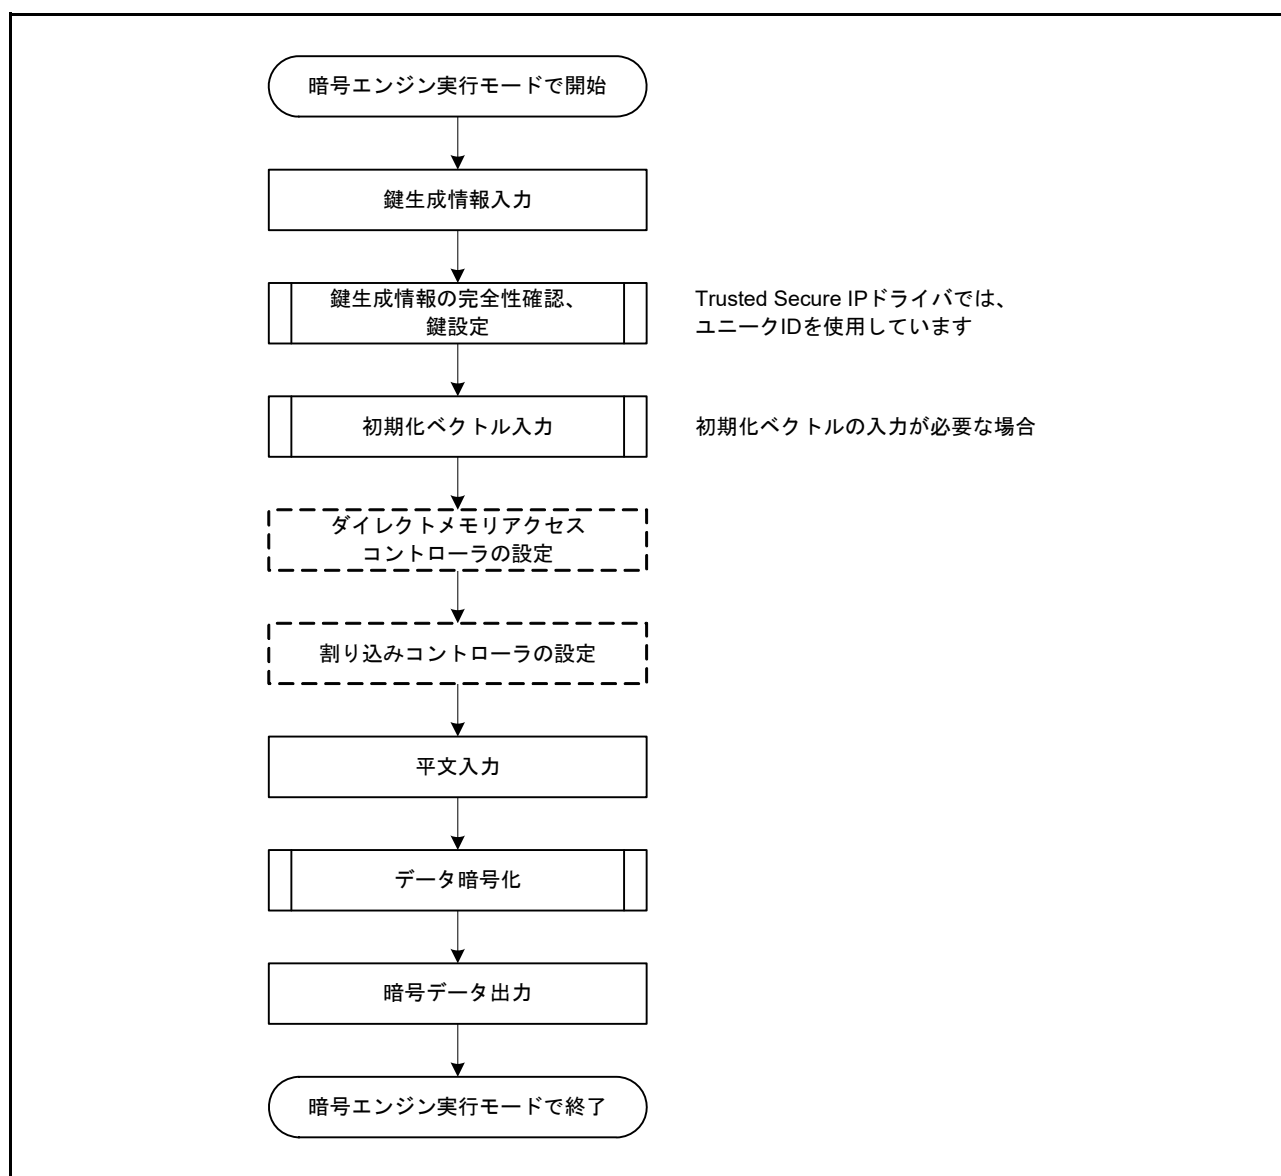 暗号エンジン実行モードで開始
鍵生成情報入力
鍵生成情報の完全性確認、
鍵設定
Trusted Secure IPドライバでは、
ユニークIDを使用しています
初期化ベクトル入力
初期化ベクトルの入力が必要な場合
ダイレクトメモリアクセス
コントローラの設定
割り込みコントローラの設定
平文入力
データ暗号化
暗号データ出力
暗号エンジン実行モードで終了